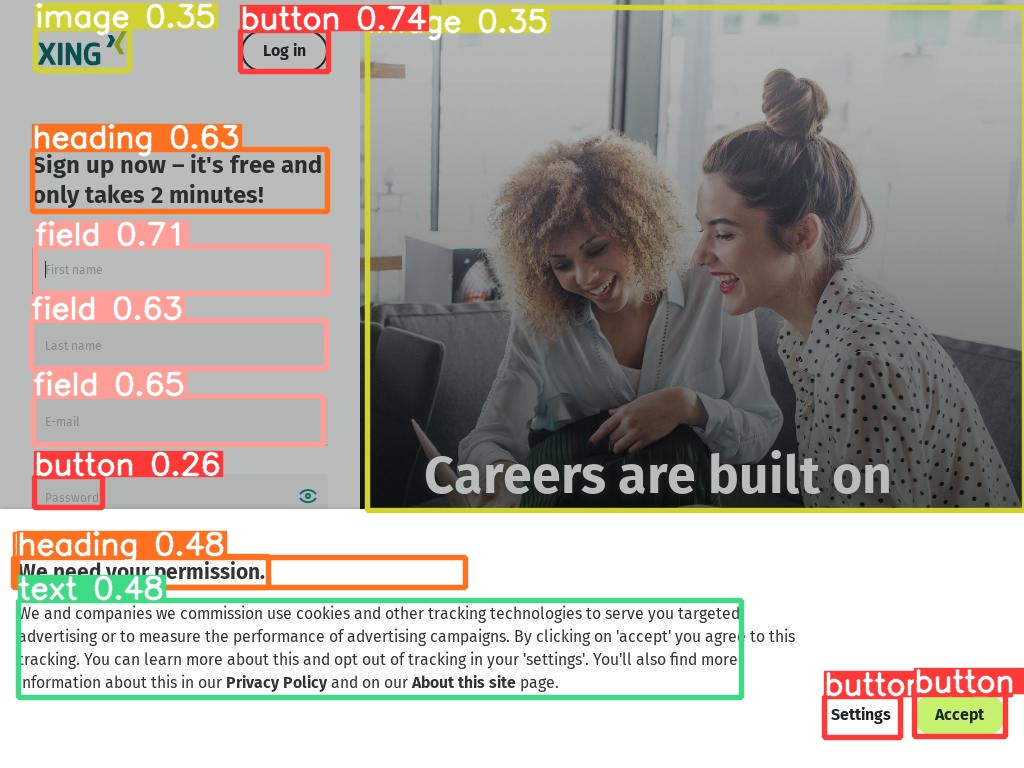 image 0.35
button 0.74
ge 0.35
XING
Log in
heading 0.63
Sign up now – it's free and
only takes 2 minutes!
field 0.71
First name
field 0.63
Last name
field 0.65
E-mail
button 0.26
Password
Careers are built on
heading 0.48
We need your permission.
text 0.48
We and companies we commission use cookies and other tracking technologies to serve you targeted
advertising or to measure the performance of advertising campaigns. By clicking on 'accept' you agree to this
tracking. You can learn more about this and opt out of tracking in your 'settings'. You'll also find more
information about this in our Privacy Policy and on our About this site page.
button
button
Settings
Accept